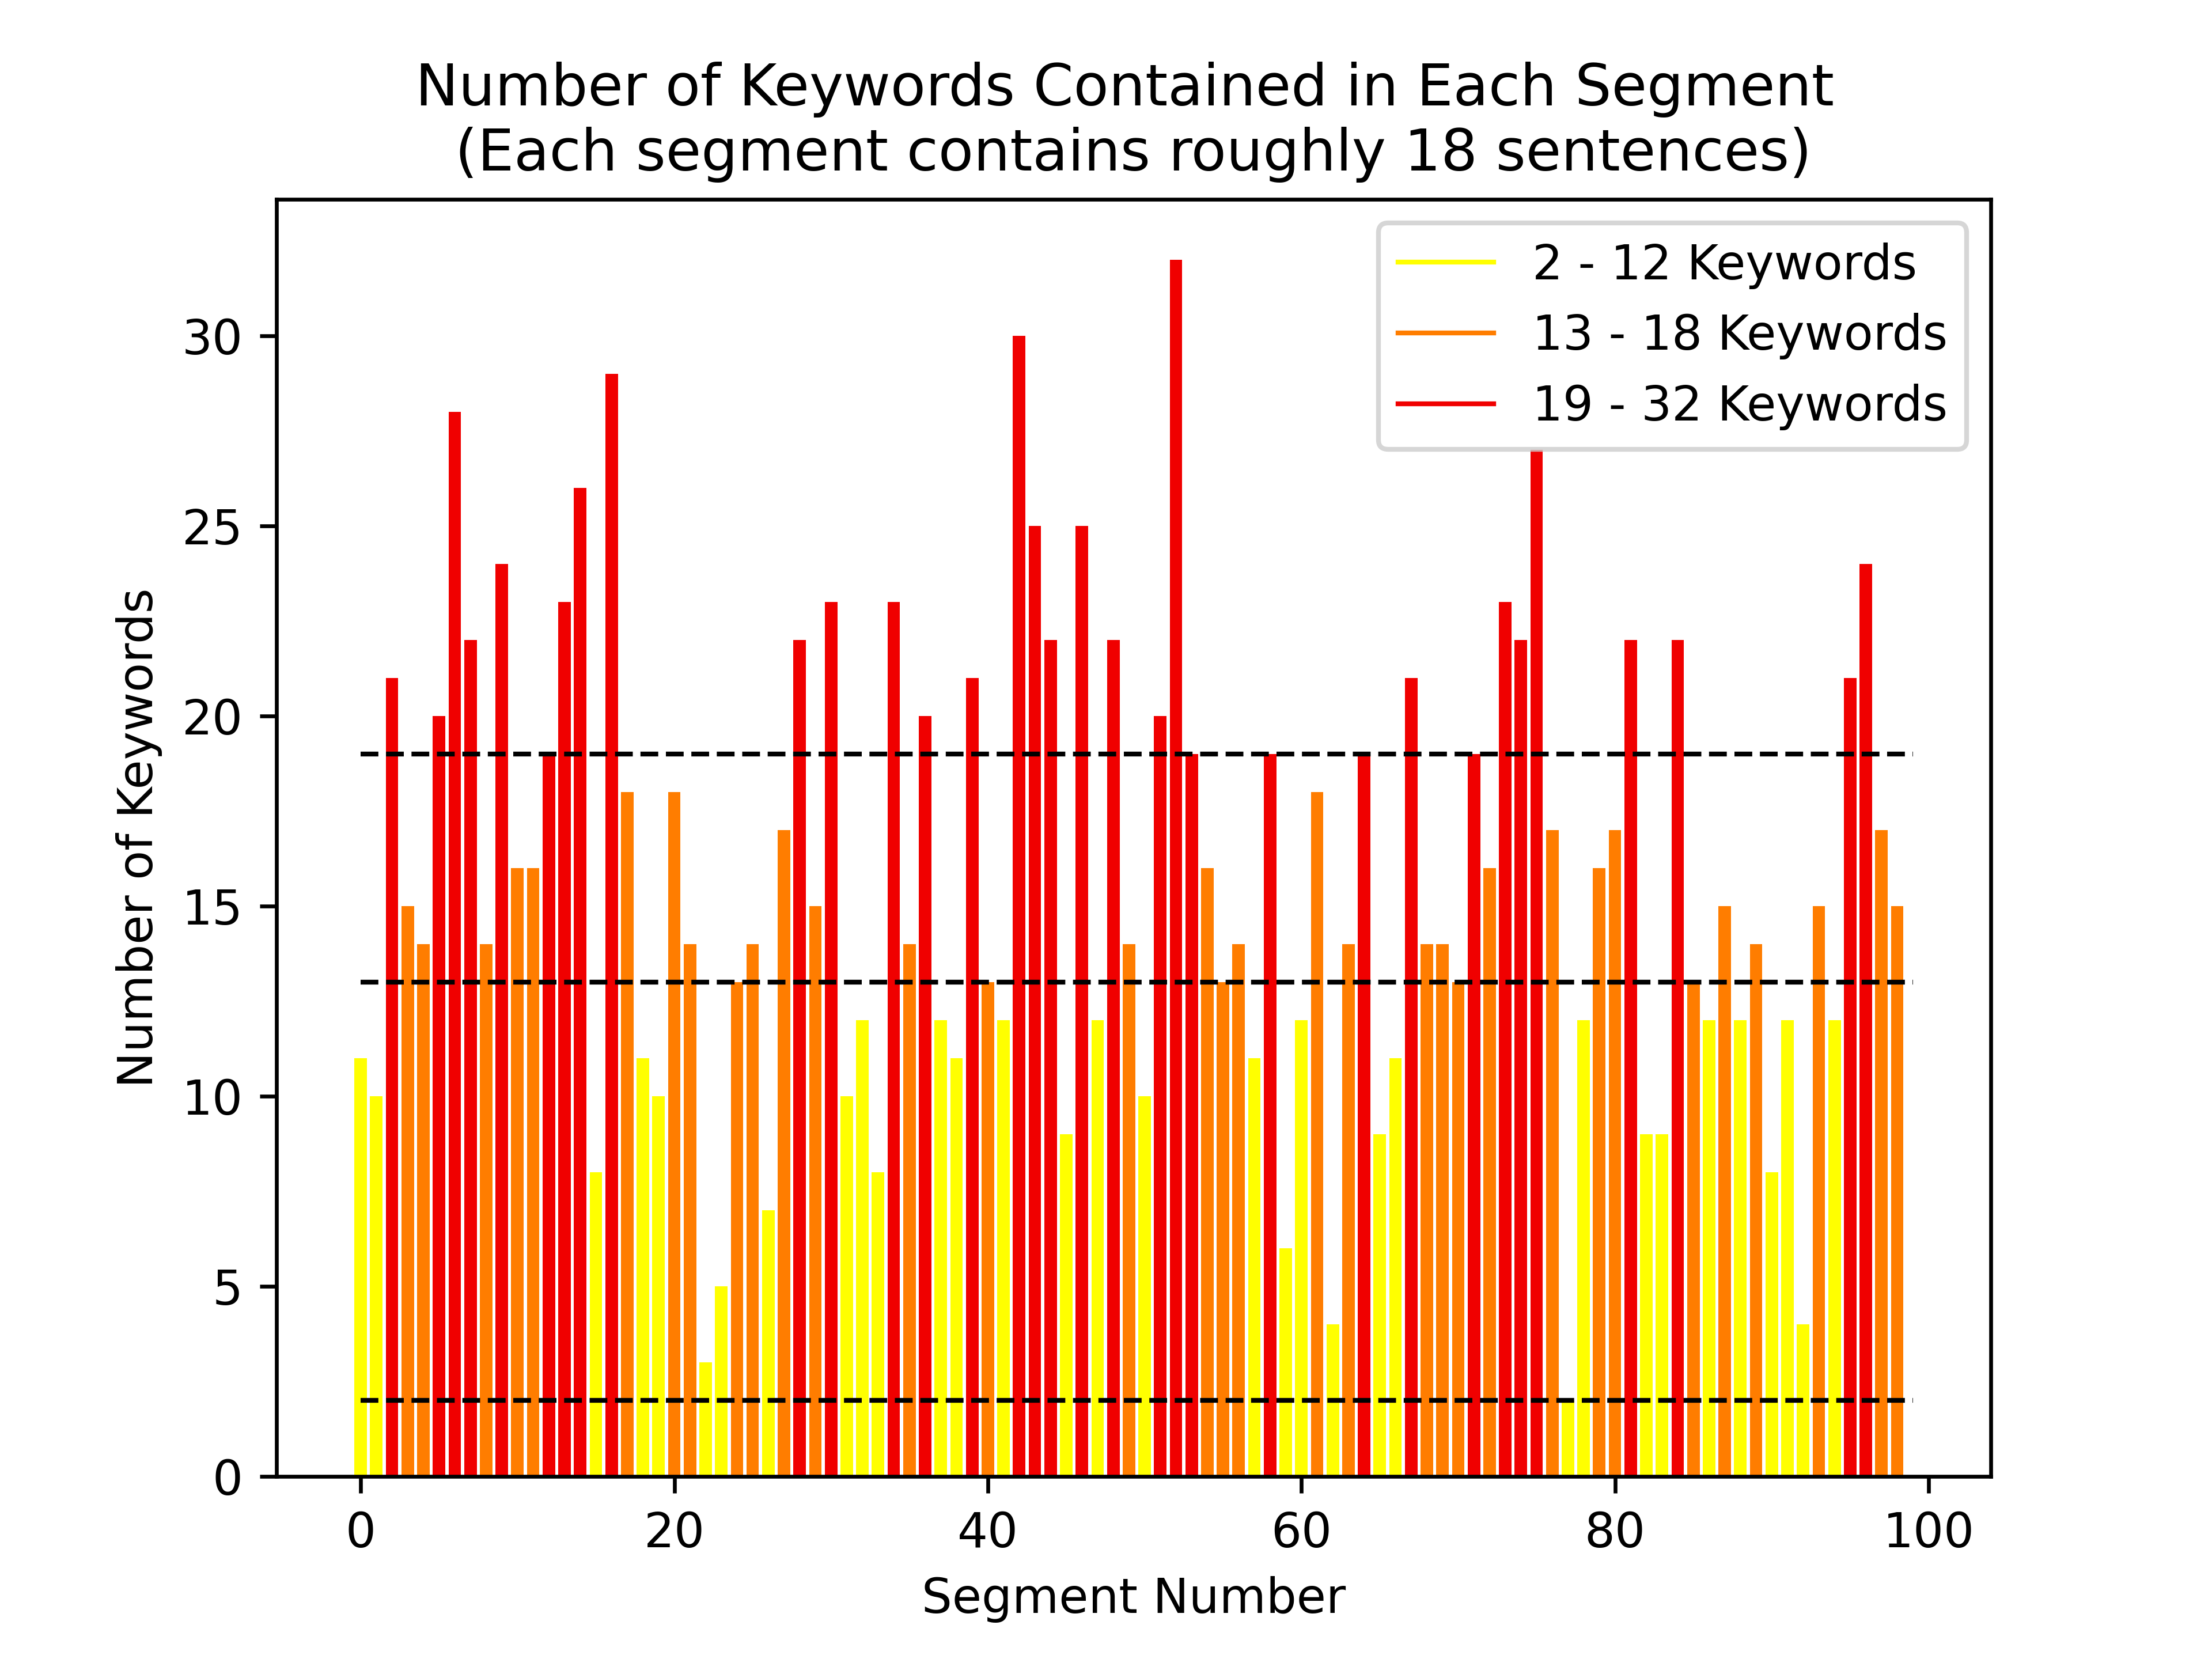 Number of Keywords Contained in Each Segment
(Each segment contains roughly 18 sentences)
2 - 12 Keywords
13 - 18 Keywords
19 - 32 Keywords
Number of Keywords
30
25
20
15
10
5
0
0 20 40 60 80 100
Segment Number